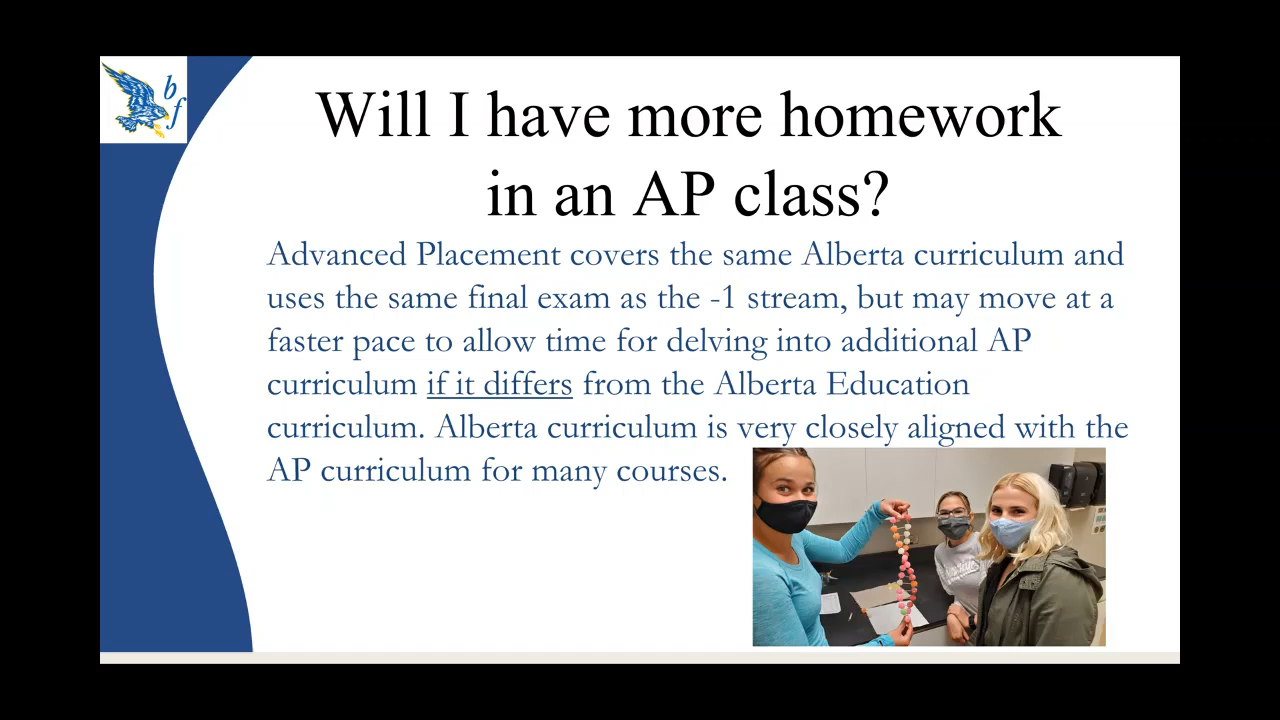 b
f
Will I have more homework
in an AP class?
Advanced Placement covers the same Alberta curriculum and
uses the same final exam as the -1 stream, but may move at a
faster pace to allow time for delving into additional AP
curriculum if it differs from the Alberta Education
curriculum. Alberta curriculum is very closely aligned with the
AP curriculum for many courses.